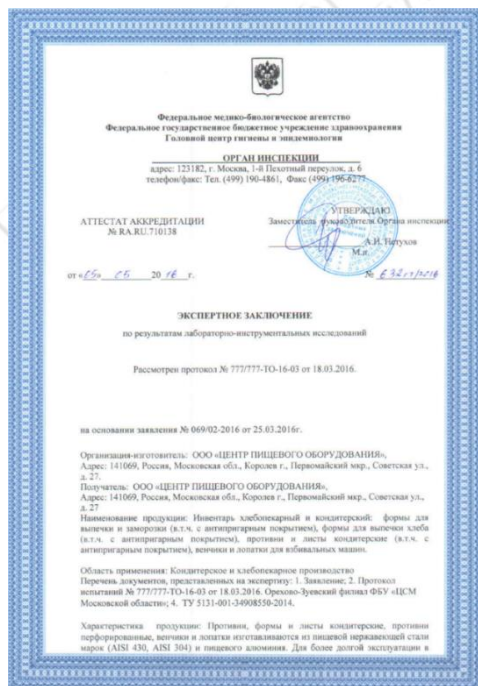 Федеральное медико-биологическое агентство
Федеральное государственное бюджетное учреждение здравоохранения
Головной центр гигиены и эпидемиологии
ОРГАН ИНСПЕКЦИИ
адрес: 123182, г. Москва, 1-й Пехотный переулок, д. 6
телефон/факс: Тел. (499) 190-4861, Факс (499) 196-6277
УТВЕРЖДАЮ
АТТЕСТАТ АККРЕДИТАЦИИ
Заместитель руководителя Органа инспекции
№ RA.RU.710138
А.И. Петухов
М.п.
от «05» 05 2016 г.
№ 632
ЭКСПЕРТНОЕ ЗАКЛЮЧЕНИЕ
по результатам лабораторно-инструментальных исследований
Рассмотрен протокол № 777/777-ТО-16-03 от 18.03.2016.
на основании заявления № 069/02-2016 от 25.03.2016г.
Организация-изготовитель: ООО «ЦЕНТР ПИЩЕВОГО ОБОРУДОВАНИЯ»,
Адрес: 141069, Россия, Московская обл., Королев г., Первомайский мкр., Советская ул.,
д. 27.
Получатель: ООО «ЦЕНТР ПИЩЕВОГО ОБОРУДОВАНИЯ»,
Адрес: 141069, Россия, Московская обл., Королев г., Первомайский мкр., Советская ул.,
д. 27
Наименование продукции: Инвентарь хлебопекарный и кондитерский: формы для
выпечки и заморозки (в.т.ч. с антипригарным покрытием), формы для выпечки хлеба
(в.т.ч. с антипригарным покрытием), противни и листы кондитерские (в.т.ч. с
антипригарным покрытием), венчики и лопатки для взбивальных машин.
Область применения: Кондитерское и хлебопекарное производство
Перечень документов, представленных на экспертизу: 1. Заявление; 2. Протокол
испытаний № 777/777-ТО-16-03 от 18.03.2016. Орехово-Зуевский филиал ФБУ «ЦСМ
Московской области»; 4. ТУ 5131-001-34908550-2014.
Характеристика продукции: Противни, формы и листы кондитерские, противни
перфорированные, венчики и лопатки изготавливаются из пищевой нержавеющей стали
марок (AISI 430, AISI 304) и пищевого алюминия. Для более долгой эксплуатации в